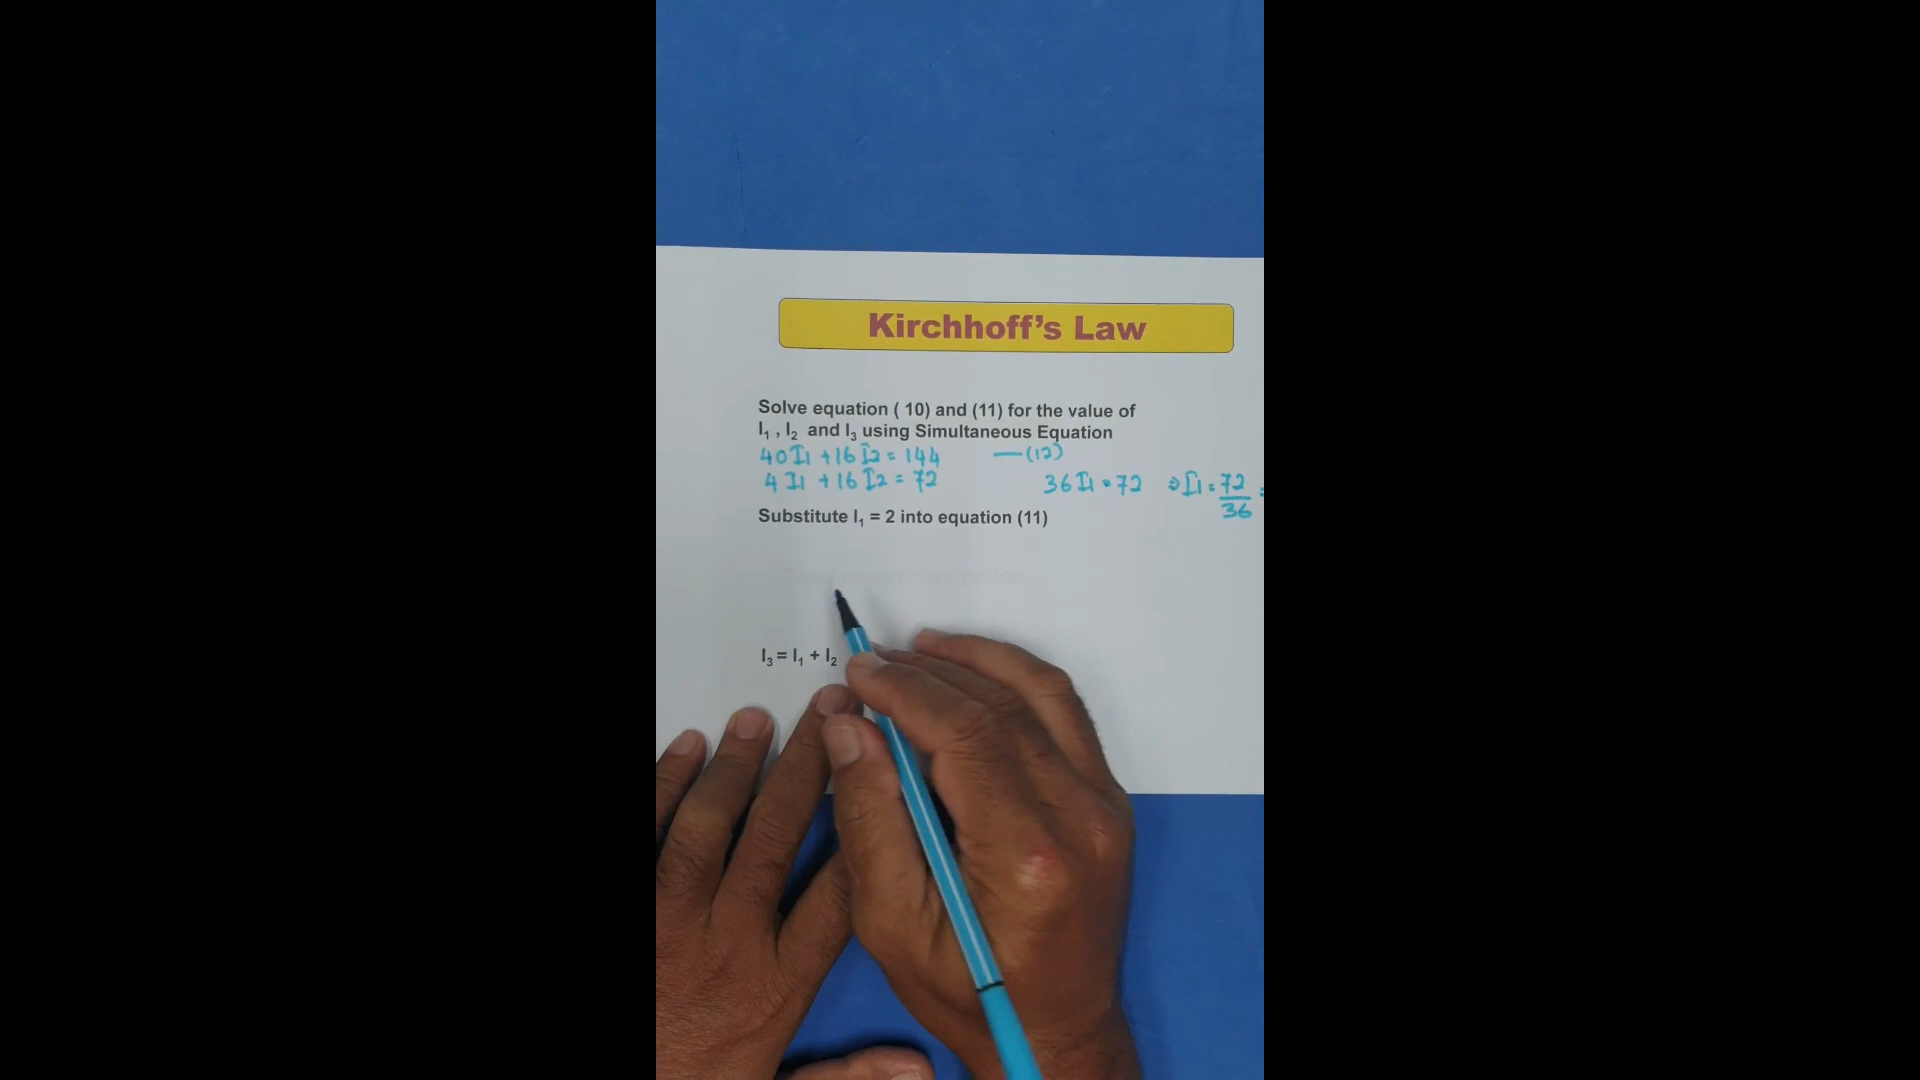 Kirchhoff's Law
Solve equation ( 10) and (11) for the value of
I₁ , I₂ and I₃ using Simultaneous Equation
40I₁ + 16I₂ = 144 —(12)
4I₁ + 16I₂ = 72 36I₁ = 72 ⇒ I₁ = 72/36 =
Substitute I₁ = 2 into equation (11)
I₃ = I₁ + I₂